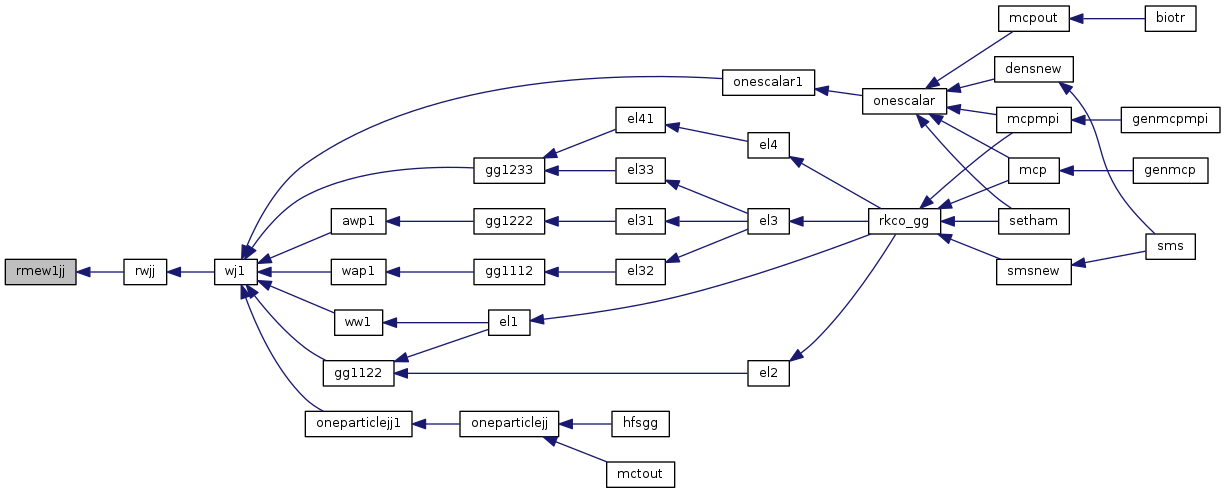 mcpout
biotr
densnew
onescalar1
onescalar
mcpmpi
genmcpmpi
el41
el4
gg1233
el33
mcp
genmcp
awp1
gg1222
el31
el3
rkco_gg
setham
sms
rmew1jj
rwjj
wj1
wap1
gg1112
el32
smsnew
ww1
el1
gg1122
el2
oneparticlejj1
oneparticlejj
hfsgg
mctout